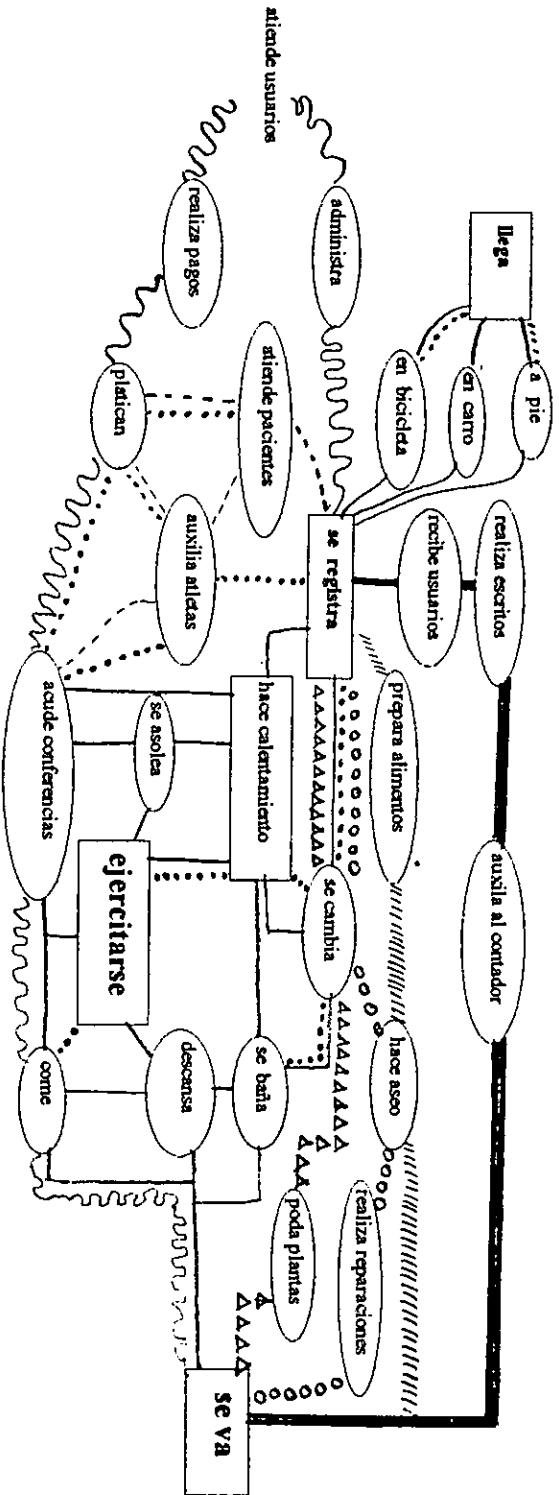 llega
a pie
en carro
en bicicleta
realiza escritos
recibe usuarios
auxila al contador
administra
se registra
prepara alimentos
hace aseo
realiza reparaciones
atiende usuarios
realiza pagos
atiende pacientes
hace calentamiento
se cambia
poda plantas
platican
auxilia atletas
se asolea
ejercitarse
se baña
descansa
acude conferencias
come
se va